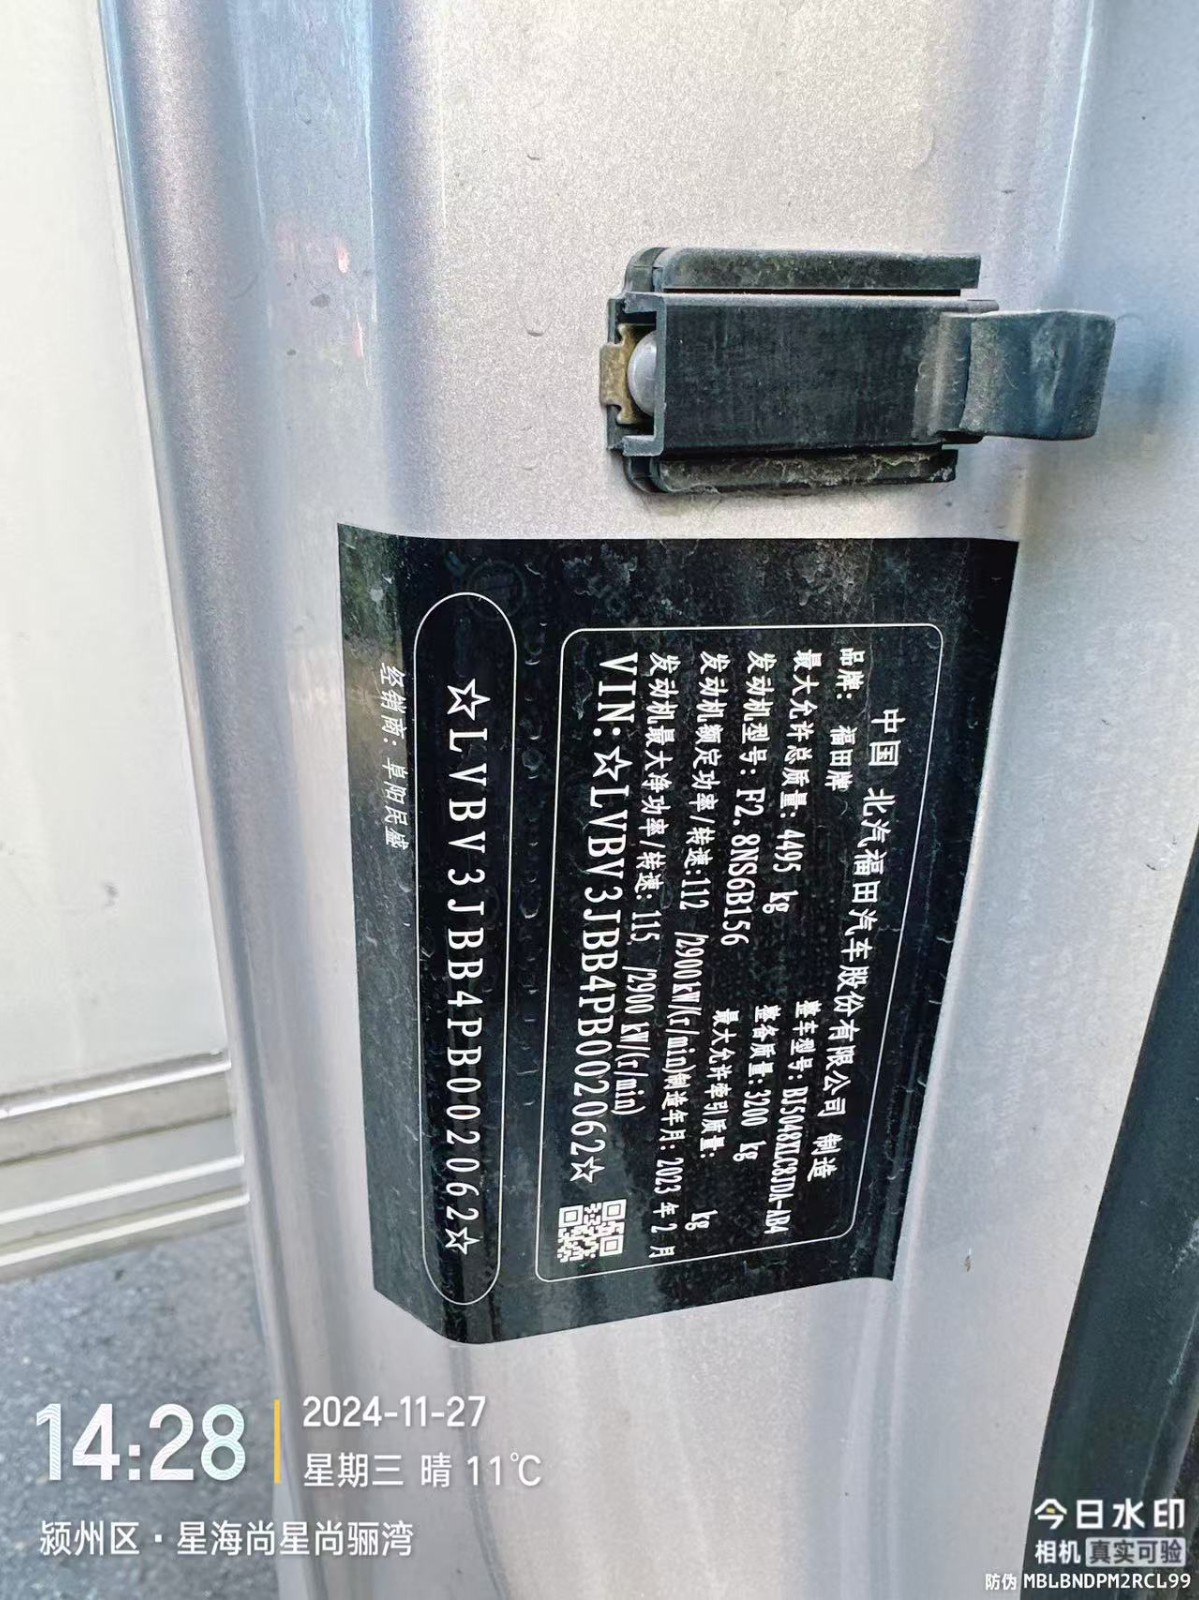 中国 北汽福田汽车股份有限公司 制造
品牌: 福田牌 整车型号: BJ5048XLC8JDA-AB4
最大允许总质量: 4495 kg 整备质量: 3200 kg
发动机型号: F2.8NS6B156 最大允许牵引质量: kg
发动机额定功率/转速:112 /2900kW/(r/min)制造年月: 2023 年 2 月
发动机最大净功率/转速: 115 /2900 kW/(r/min)
VIN:☆LVBV3JBB4PB002062☆
☆LVBV3JBB4PB002062☆
经销商: 阜阳民盛
14:28
2024-11-27
星期三 晴 11℃
颍州区·星海尚星尚骊湾
今日水印
相机 真实可验
防伪 MBLBNDPM2RCL99